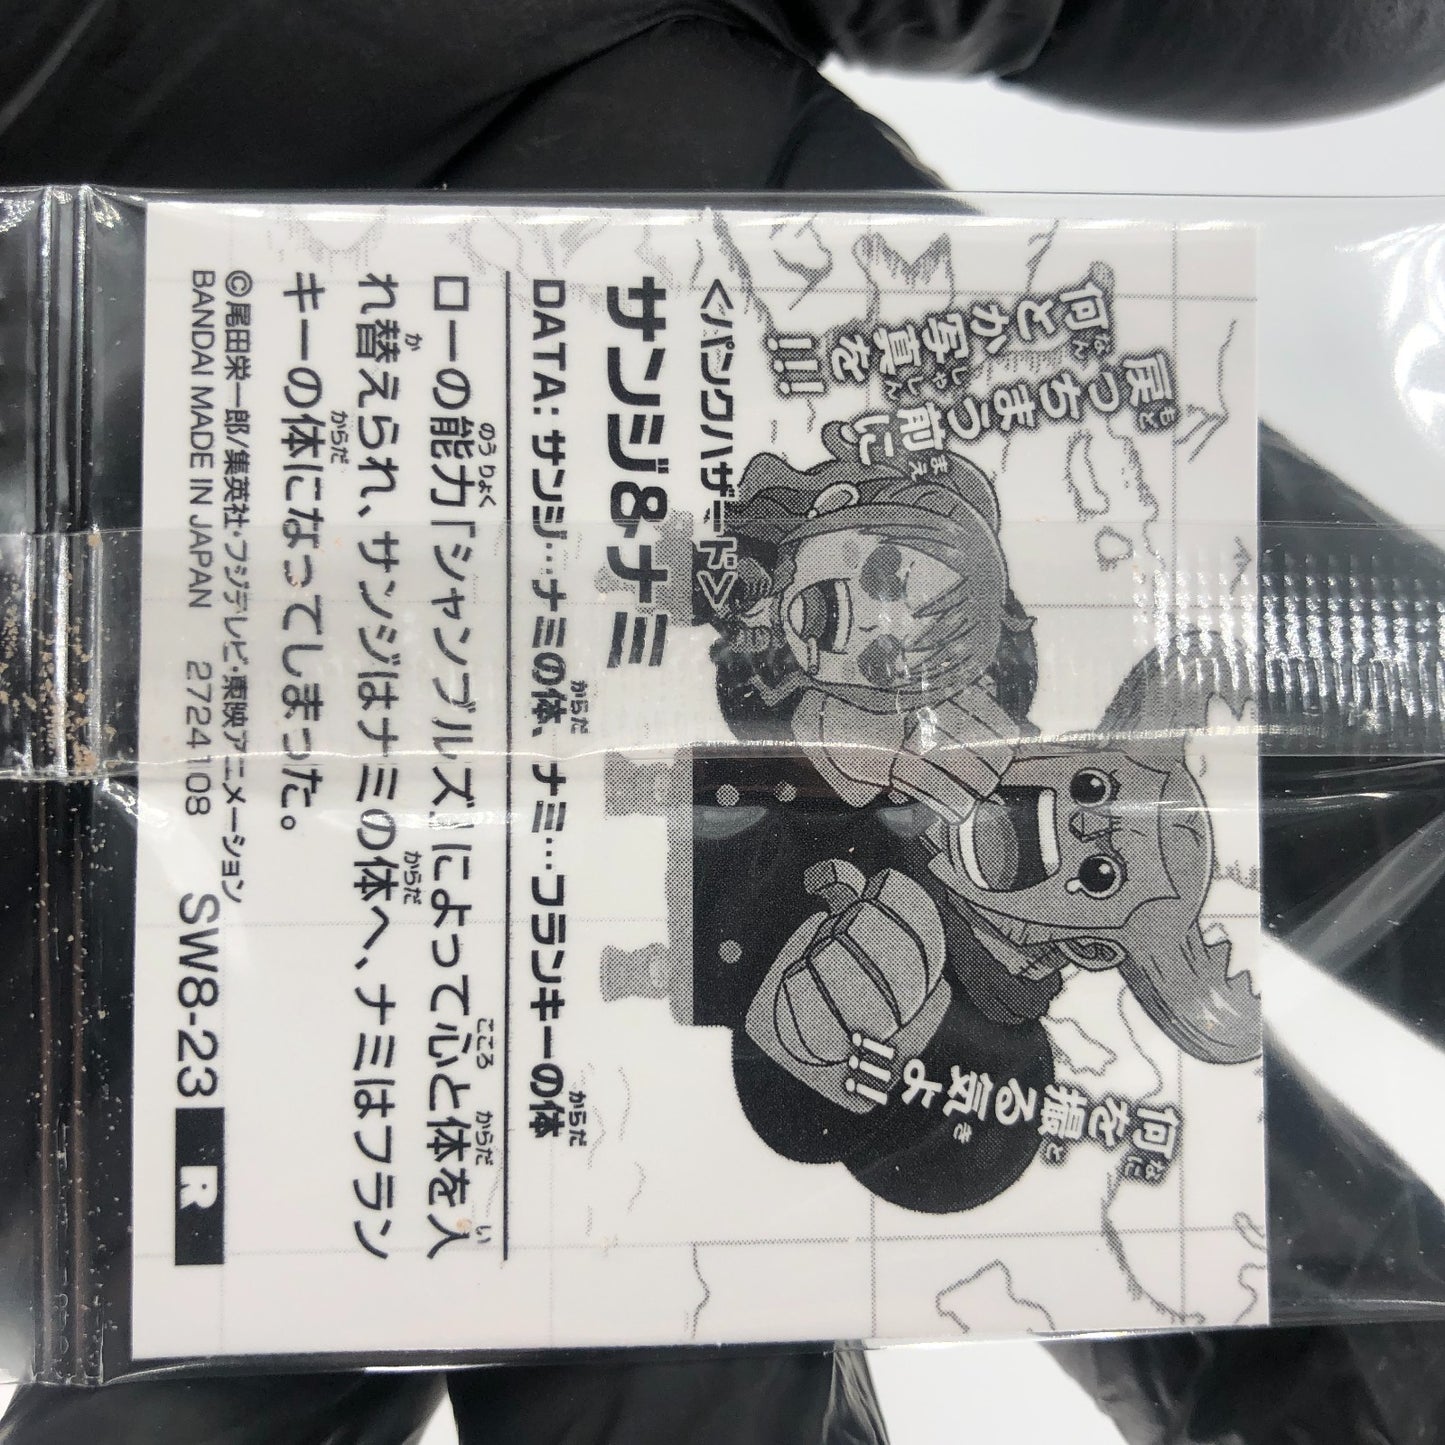 戻っちまう前に
何とか写真を
!!!
何を撮る気よ
!!!
<パンクハザード>
サンジ&ナミ
DATA:サンジ…ナミの体、ナミ…フランキーの体
ローの能力「シャンブルズ」によって心と体を入
れ替えられ、サンジはナミの体へ、ナミはフラン
キーの体になってしまった。
©尾田栄一郎/集英社・フジテレビ・東映アニメーション
BANDAI MADE IN JAPAN 2724108 SW8-23 R